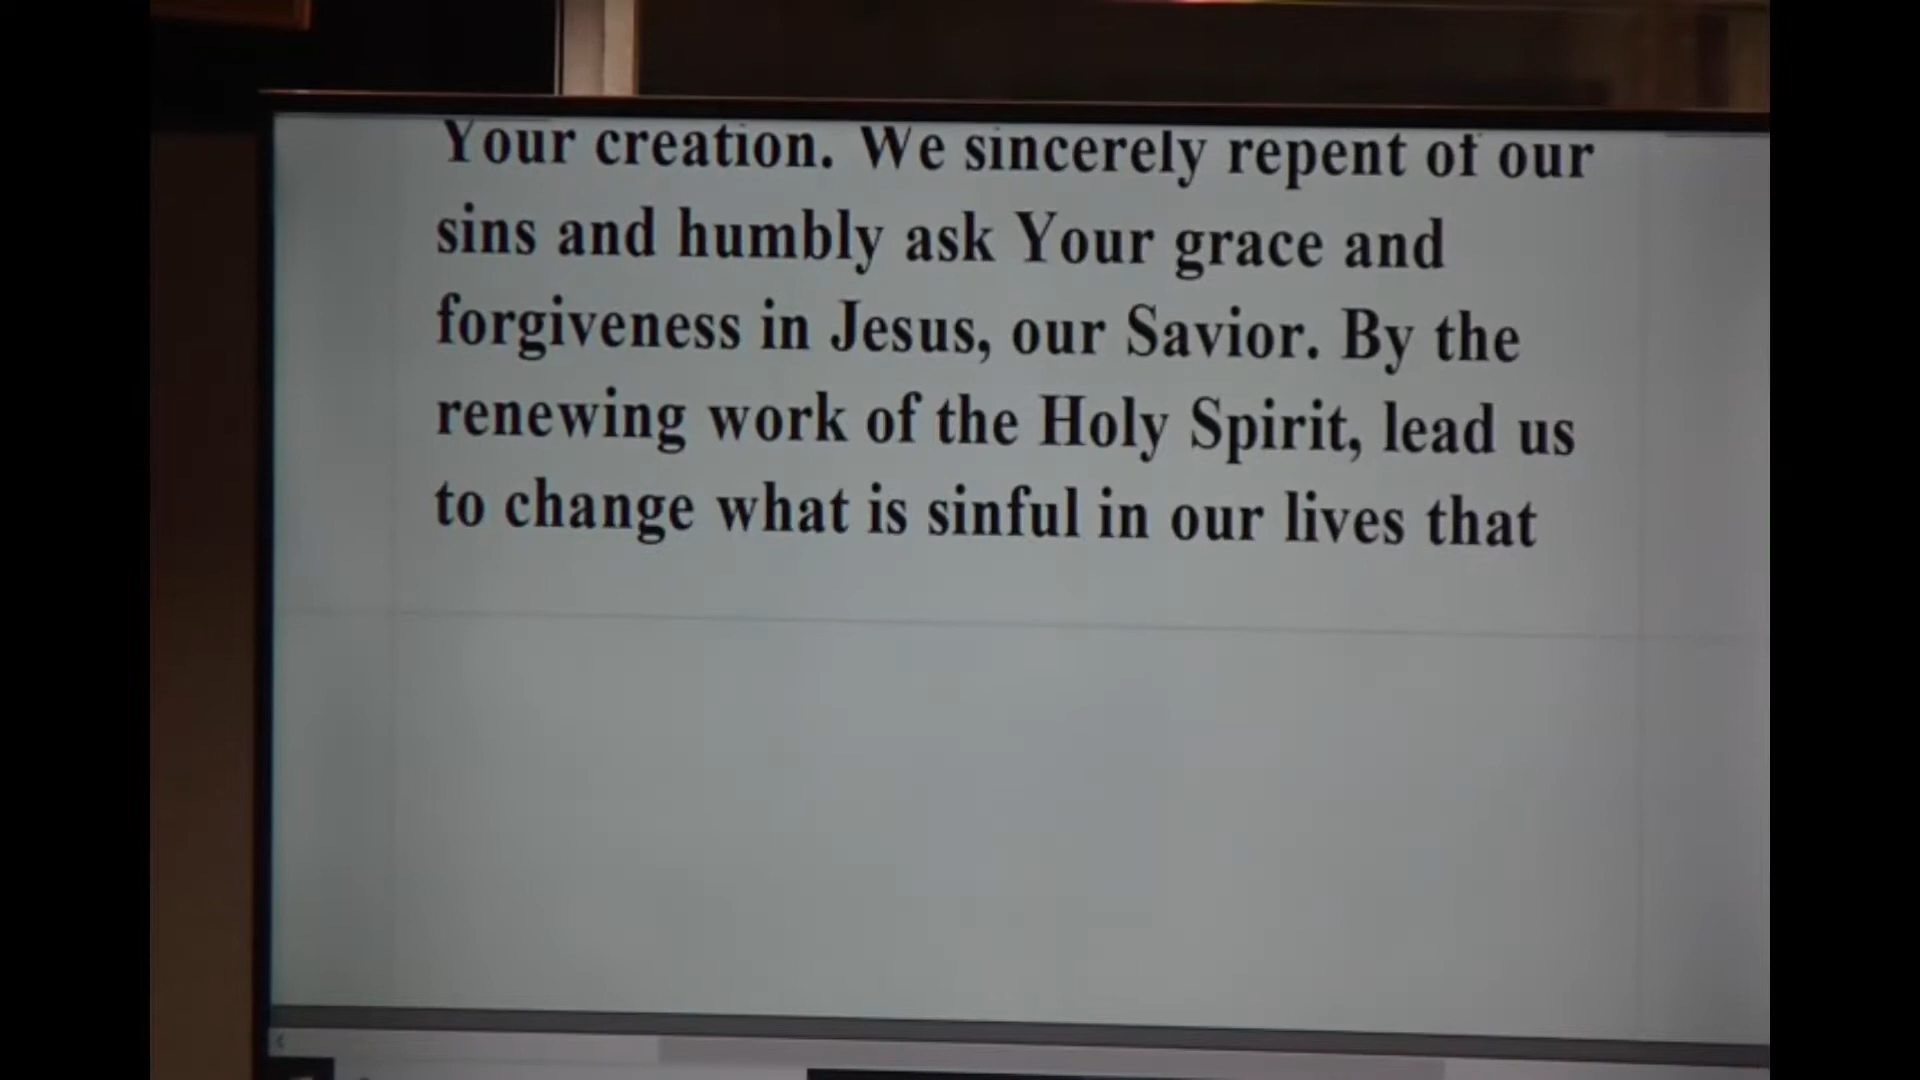 Your creation. We sincerely repent of our
sins and humbly ask Your grace and
forgiveness in Jesus, our Savior. By the
renewing work of the Holy Spirit, lead us
to change what is sinful in our lives that